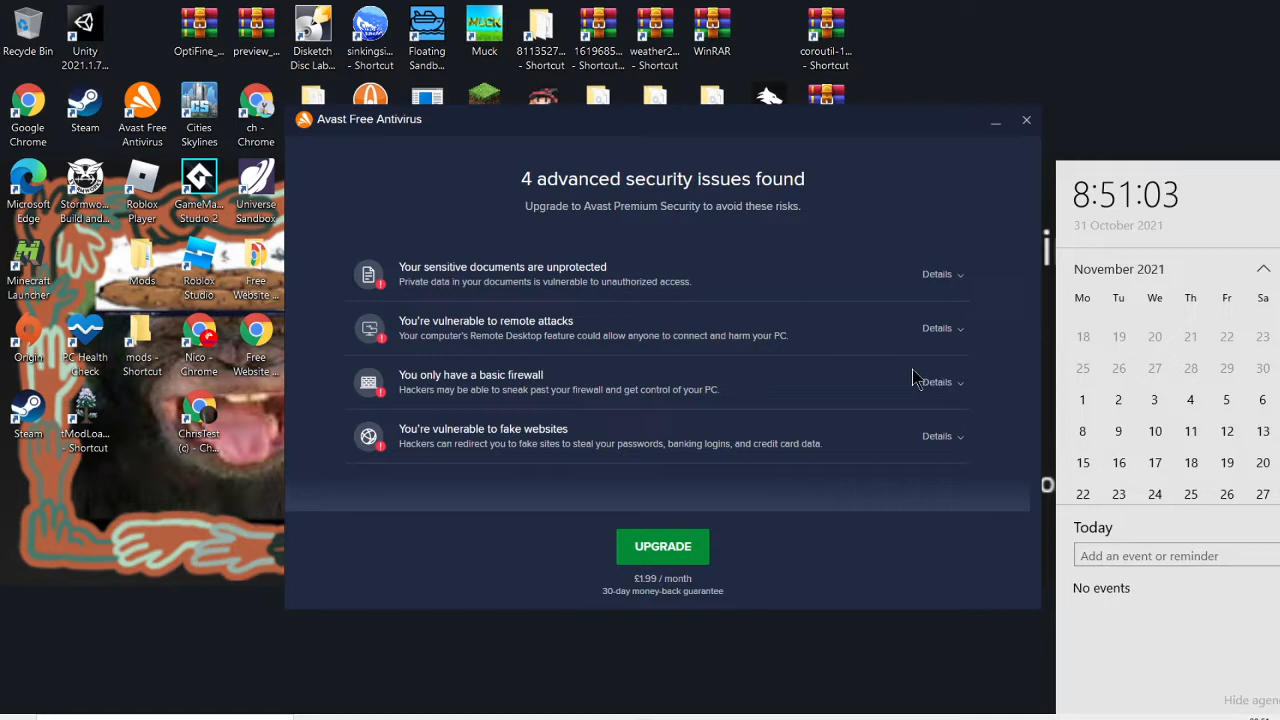 Recycle Bin
Unity 2021.1.7...
OptiFine_...
preview_...
Disketch Disc Lab...
sinkingsi... - Shortcut
Floating Sandb...
MUCK
Muck
8113527... - Shortcut
1619685... - Shortcut...
weather2... - Shortcut
WinRAR
coroutil-1... - Shortcut
Google Chrome
Steam
Avast Free Antivirus
CS
Cities Skylines
ch - Chrome
Microsoft Edge
Stormwo... Build and...
Roblox Player
GameMa... Studio 2
Universe Sandbox
Minecraft Launcher
Mods
Roblox Studio
Free Website ...
Origin
PC Health Check
mods - Shortcut
Nico - Chrome
Free Website ...
Steam
tModLoa... - Shortcut
ChrisTest (c) - Ch...
Avast Free Antivirus
4 advanced security issues found
Upgrade to Avast Premium Security to avoid these risks.
Your sensitive documents are unprotected
Private data in your documents is vulnerable to unauthorized access.
Details
You're vulnerable to remote attacks
Your computer's Remote Desktop feature could allow anyone to connect and harm your PC.
Details
You only have a basic firewall
Hackers may be able to sneak past your firewall and get control of your PC.
Details
You're vulnerable to fake websites
Hackers can redirect you to fake sites to steal your passwords, banking logins, and credit card data.
Details
UPGRADE
£1.99 / month
30-day money-back guarantee
8:51:03
31 October 2021
November 2021
Mo Tu We Th Fr Sa
18 19 20 21 22 23
25 26 27 28 29 30
1 2 3 4 5 6
8 9 10 11 12 13
15 16 17 18 19 20
22 23 24 25 26 27
Today
Add an event or reminder
No events
Hide agen